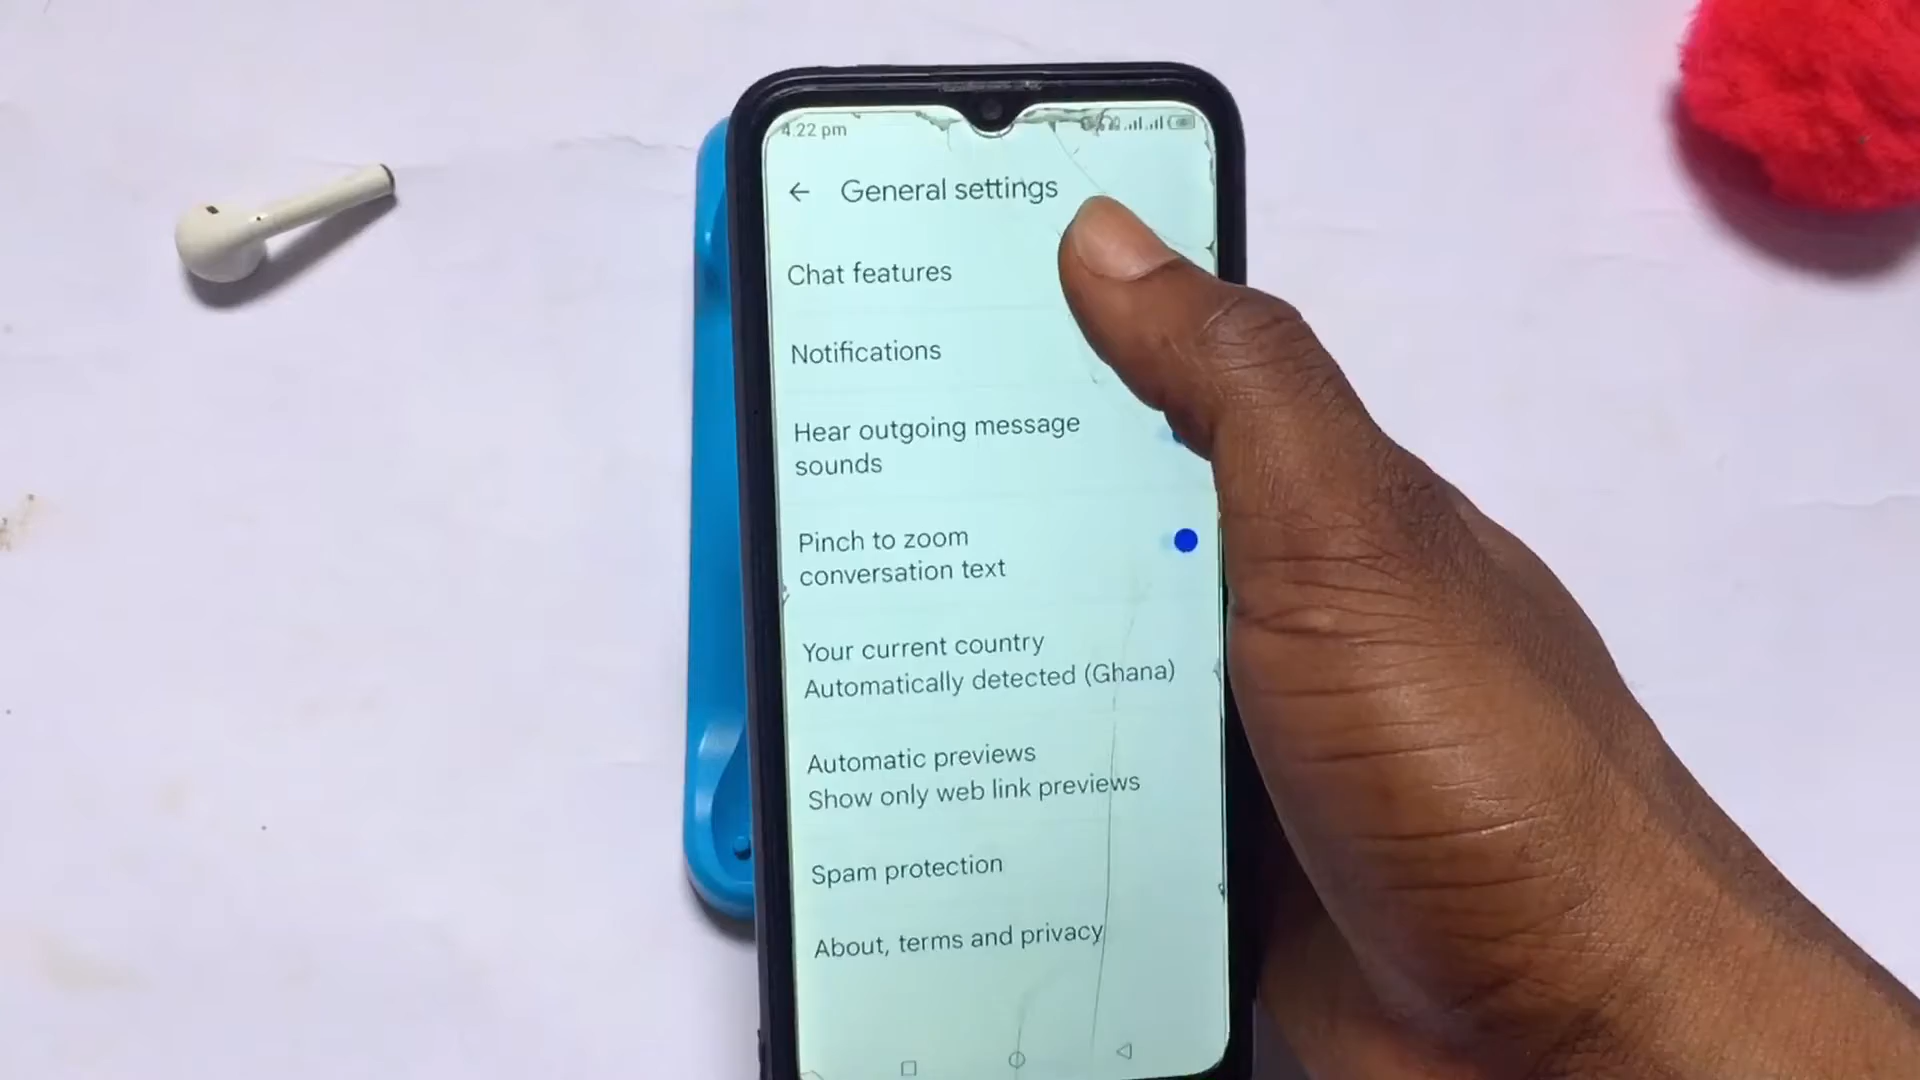 4.22 pm
General settings
Chat features
Notifications
Hear outgoing message
sounds
Pinch to zoom
conversation text
Your current country
Automatically detected (Ghana)
Automatic previews
Show only web link previews
Spam protection
About, terms and privacy